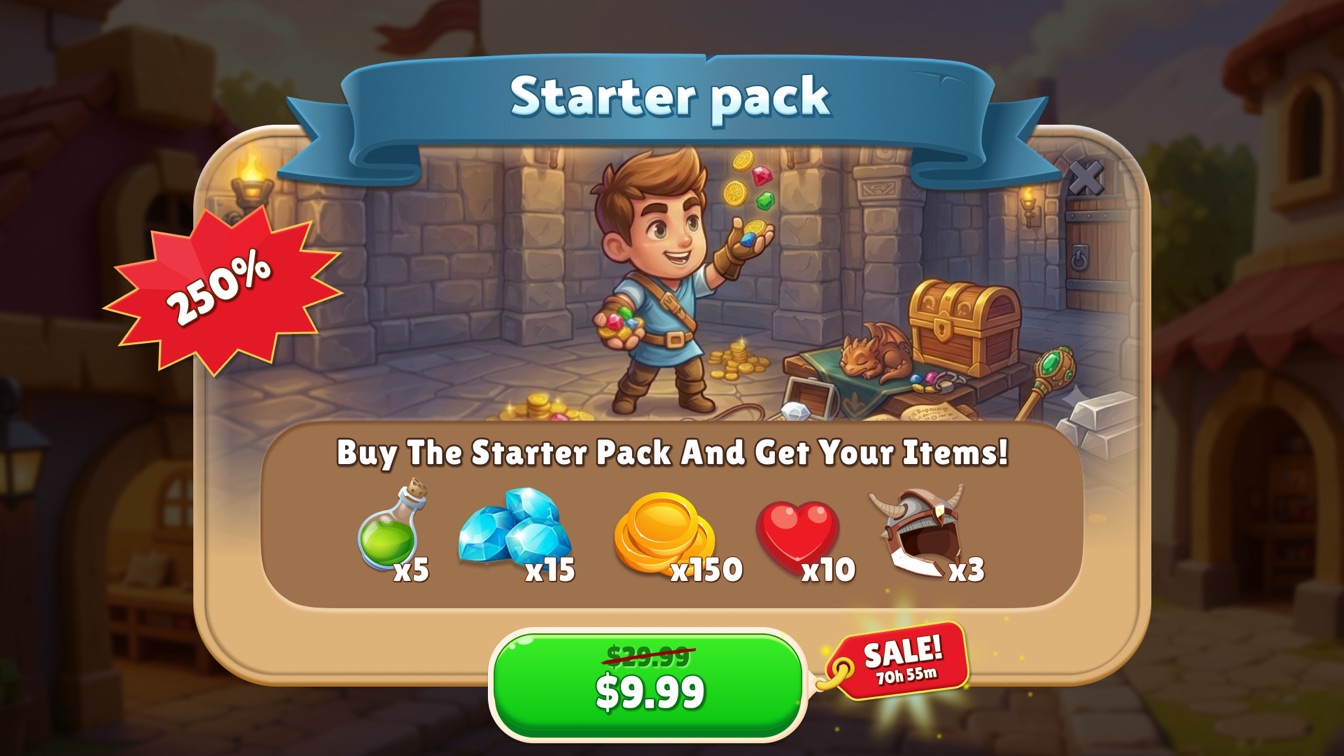 Starter pack
250%
Buy The Starter Pack And Get Your Items!
x5
x15
x150
x10
x3
$29.99
$9.99
SALE!
70h 55m